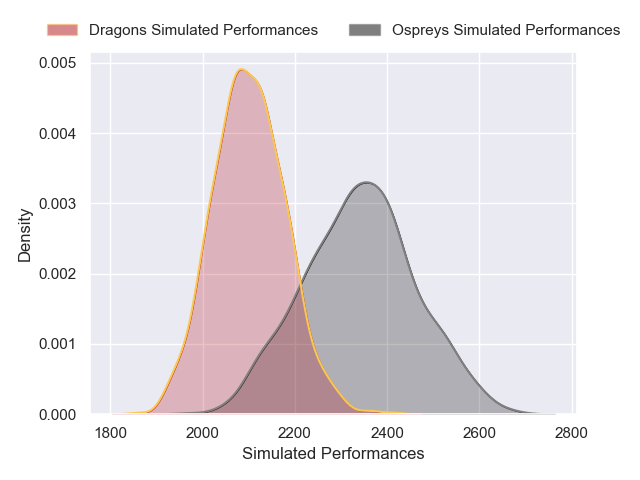 Dragons Simulated Performances
Ospreys Simulated Performances
0.005
0.004
0.003
0.002
0.001
0.000
Density
1800 2000 2200 2400 2600 2800
Simulated Performances